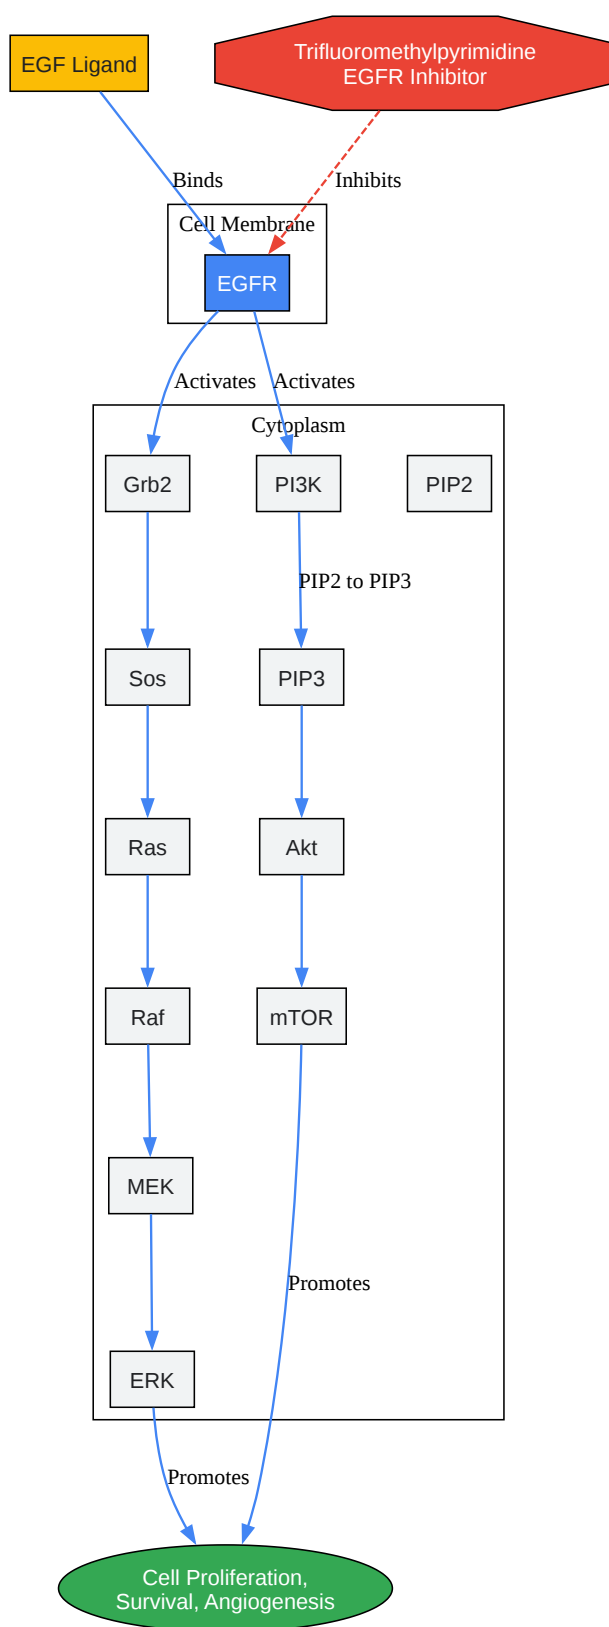 EGF Ligand
Trifluoromethylpyrimidine
EGFR Inhibitor
Binds
Inhibits
Cell Membrane
EGFR
Activates
Activates
Cytoplasm
Grb2
PI3K
PIP2
PIP2 to PIP3
Sos
PIP3
Ras
Akt
Raf
mTOR
MEK
Promotes
ERK
Promotes
Cell Proliferation,
Survival, Angiogenesis